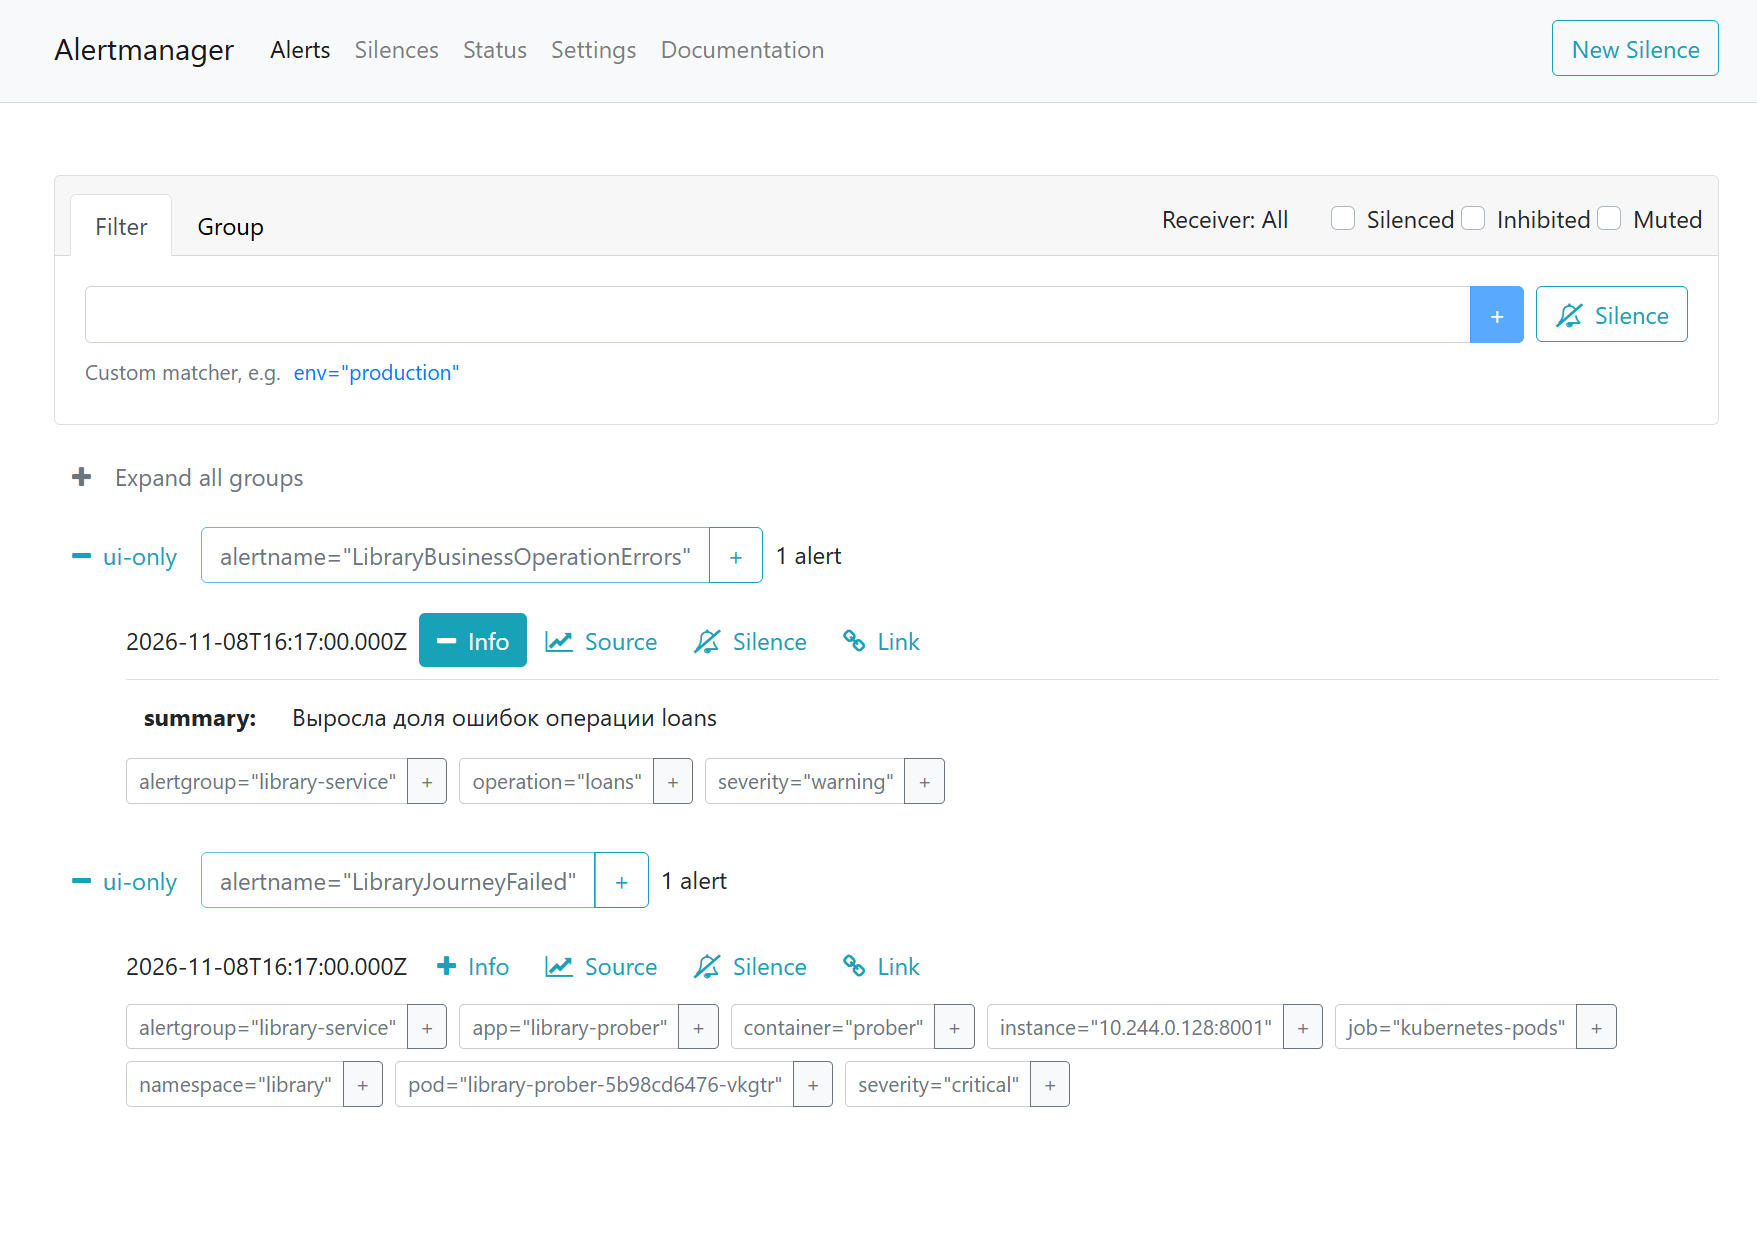 Alertmanager Alerts Silences Status Settings Documentation New Silence
Filter Group Receiver: All Silenced Inhibited Muted
+ Silence
Custom matcher, e.g. env="production"
+ Expand all groups
ui-only alertname="LibraryBusinessOperationErrors" + 1 alert
2026-11-08T16:17:00.000Z Info Source Silence Link
summary: Выросла доля ошибок операции loans
alertgroup="library-service" + operation="loans" + severity="warning" +
ui-only alertname="LibraryJourneyFailed" + 1 alert
2026-11-08T16:17:00.000Z + Info Source Silence Link
alertgroup="library-service" + app="library-prober" + container="prober" + instance="10.244.0.128:8001" + job="kubernetes-pods" +
namespace="library" + pod="library-prober-5b98cd6476-vkgtr" + severity="critical" +